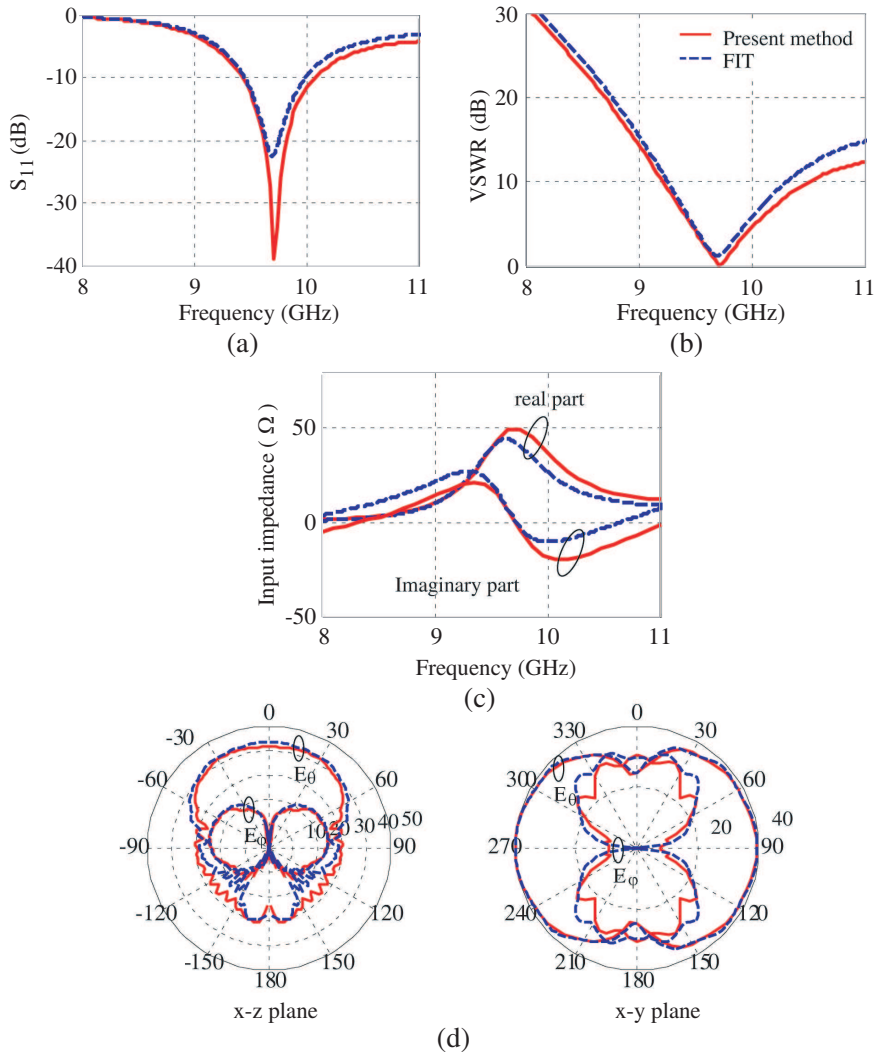 0
-10
-20
-30
-40
S11 (dB)
8
9
10
11
Frequency (GHz)
(a)
30
20
10
0
VSWR (dB)
Present method
FIT
8
9
10
11
Frequency (GHz)
(b)
50
0
-50
Input impedance ( Ω )
real part
Imaginary part
8
9
10
11
Frequency (GHz)
(c)
0
-30
30
-60
60
Eθ
Eφ
10 20 30 40 50
-90
90
-120
120
-150
150
180
x-z plane
0
330
30
300
60
Eθ
20
40
270
90
Eφ
240
120
210
150
180
x-y plane
(d)